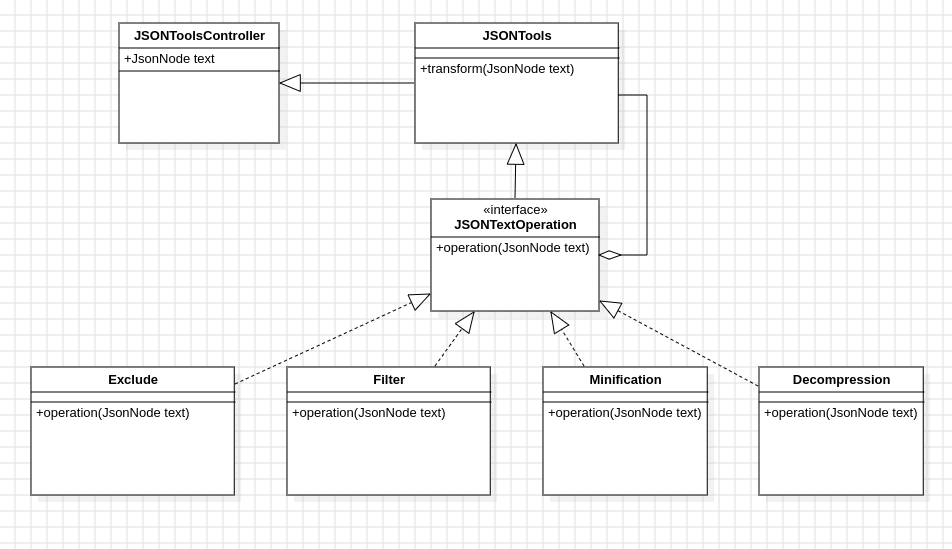 JSONToolsController
+JsonNode text
JSONTools
+transform(JsonNode text)
«interface»
JSONTextOperation
+operation(JsonNode text)
Exclude
+operation(JsonNode text)
Filter
+operation(JsonNode text)
Minification
+operation(JsonNode text)
Decompression
+operation(JsonNode text)